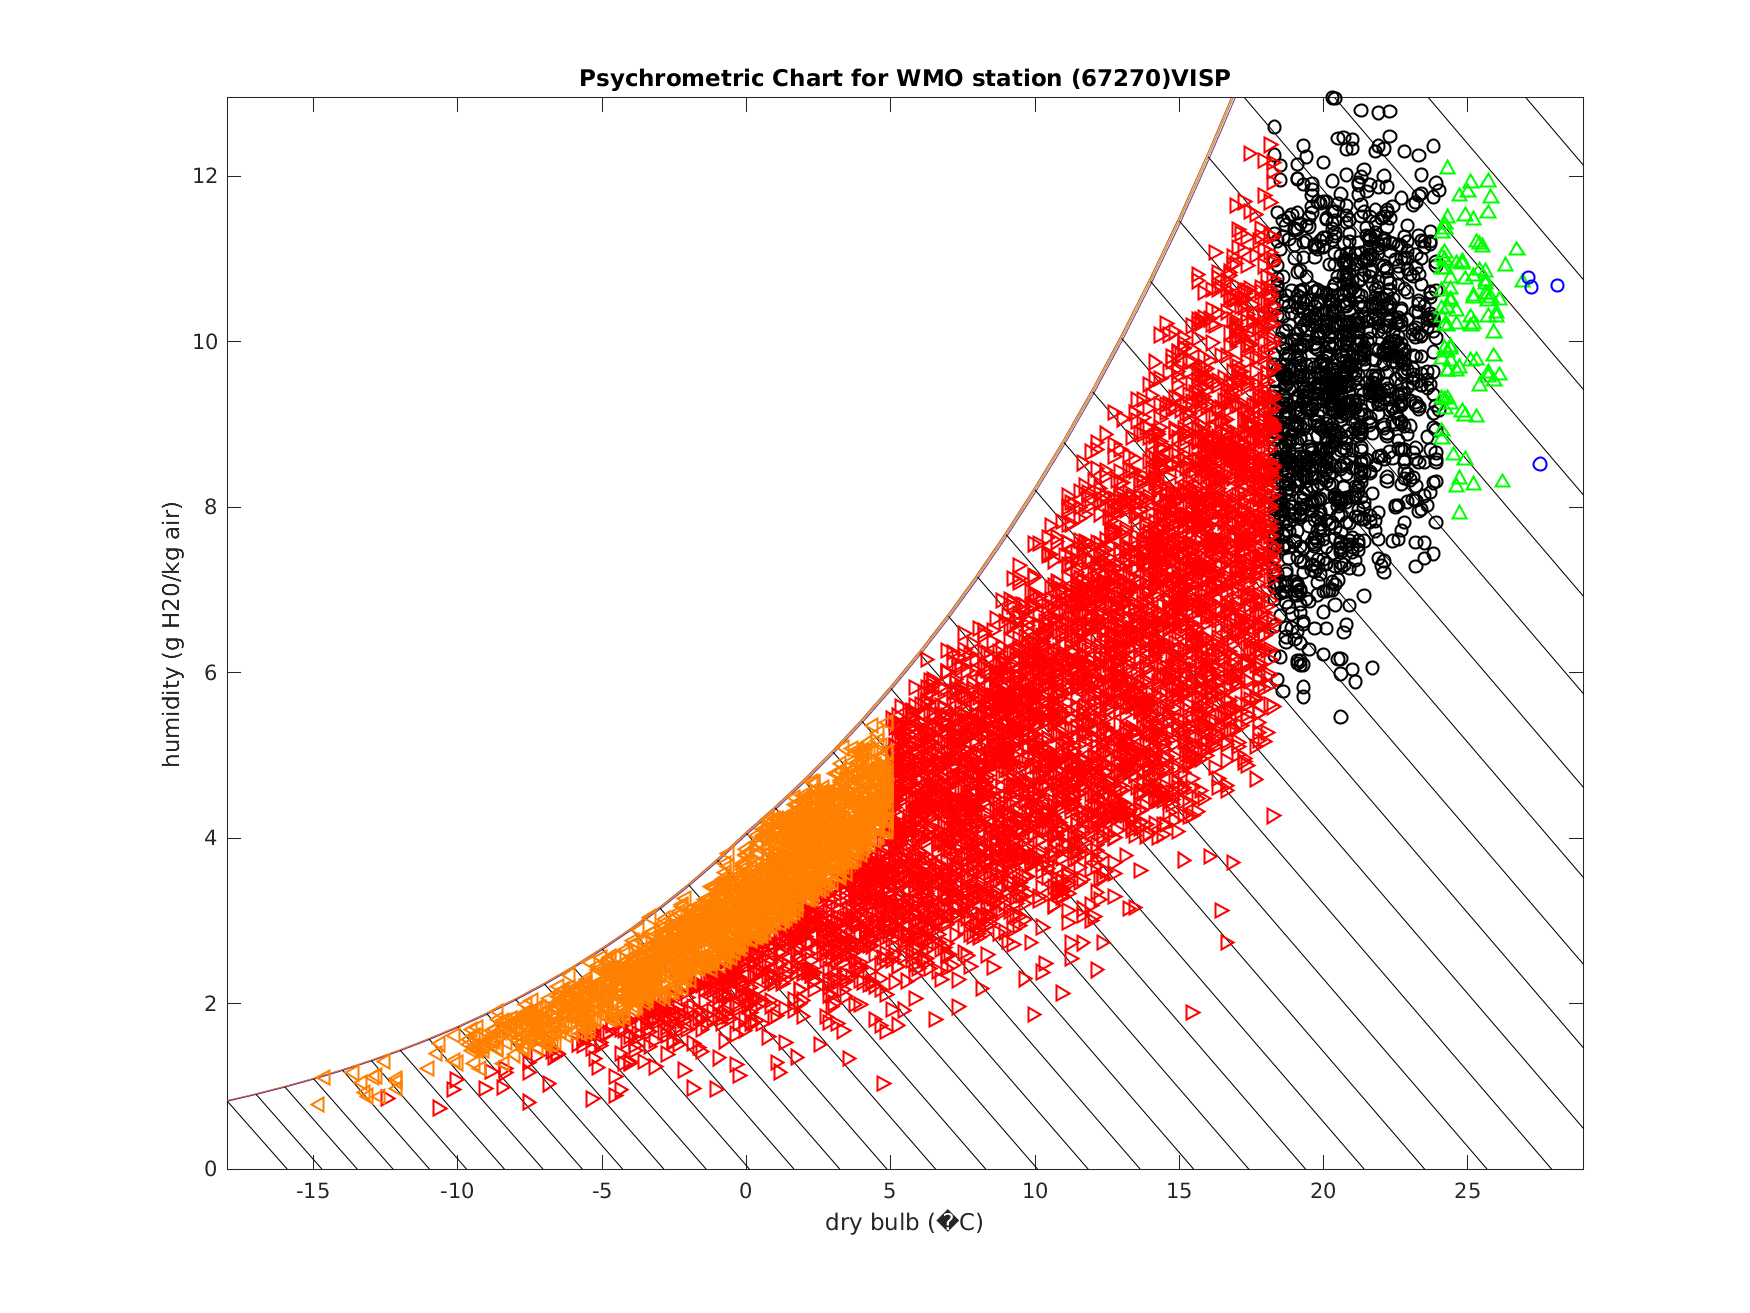 Psychrometric Chart for WMO station (67270)VISP
humidity (g H20/kg air)
12
10
8
6
4
2
0
-15 -10 -5 0 5 10 15 20 25
dry bulb (�C)